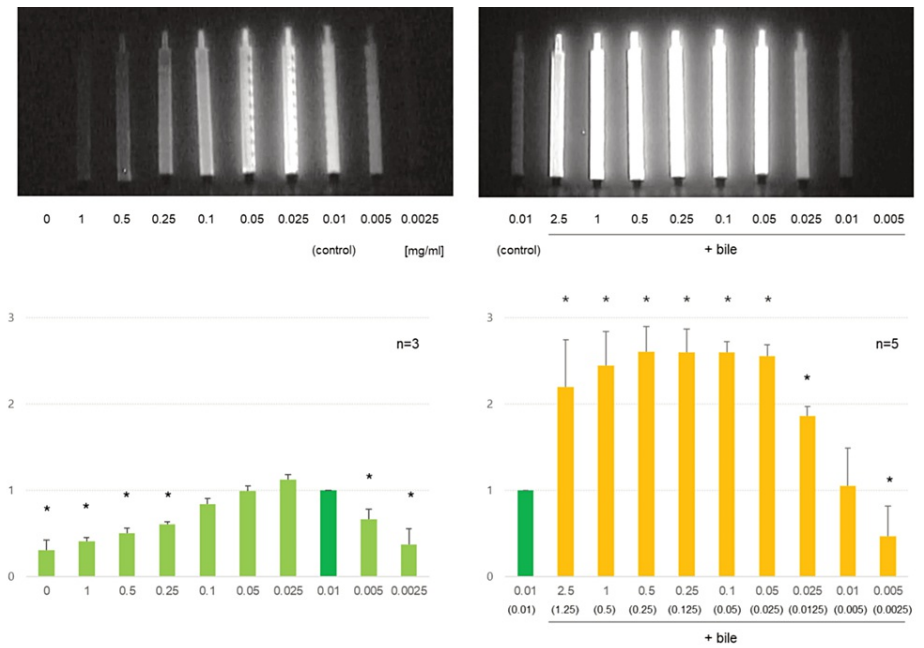 0 1 0.5 0.25 0.1 0.05 0.025 0.01 0.005 0.0025
(control) [mg/ml]
0.01 2.5 1 0.5 0.25 0.1 0.05 0.025 0.01 0.005
(control) + bile
3
n=3
2
* * * * * *
1
0
0 1 0.5 0.25 0.1 0.05 0.025 0.01 0.005 0.0025
* * * * * *
3
n=5
*
2
*
1
0
0.01 2.5 1 0.5 0.25 0.1 0.05 0.025 0.01 0.005
(0.01) (1.25) (0.5) (0.25) (0.125) (0.05) (0.025) (0.0125) (0.005) (0.0025)
+ bile